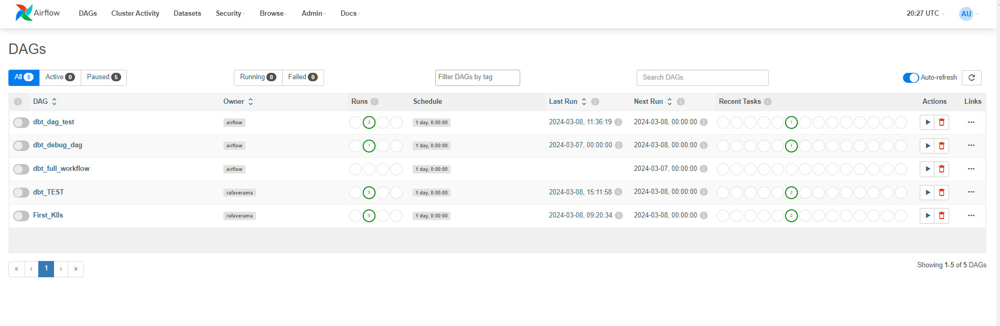 Airflow DAGs Cluster Activity Datasets Security Browse Admin Docs 20:27 UTC AU
DAGs
All 5 Active 0 Paused 5 Running 0 Failed 0 Filter DAGs by tag Search DAGs Auto-refresh
DAG Owner Runs Schedule Last Run Next Run Recent Tasks Actions Links
dbt_dag_test airflow 2 1 day, 0:00:00 2024-03-08, 11:36:19 2024-03-08, 00:00:00 1
dbt_debug_dag airflow 1 1 day, 0:00:00 2024-03-07, 00:00:00 2024-03-08, 00:00:00 1
dbt_full_workflow airflow 1 day, 0:00:00 2024-03-07, 00:00:00
dbt_TEST rafaverama 5 1 day, 0:00:00 2024-03-08, 15:11:58 2024-03-08, 00:00:00 2
First_K8s rafaverama 5 1 day, 0:00:00 2024-03-08, 09:20:34 2024-03-08, 00:00:00 2
« ‹ 1 › » Showing 1-5 of 5 DAGs